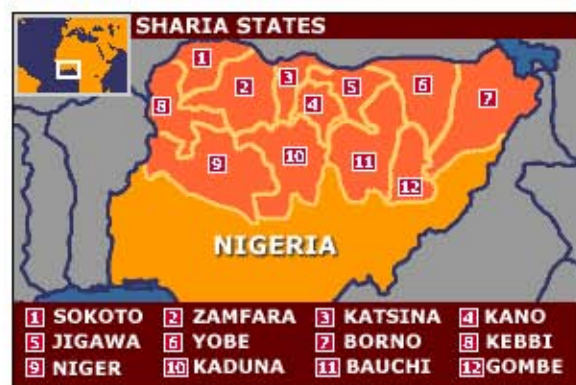 SHARIA STATES
1
2
3
4
5
6
7
8
9
10
11
12
NIGERIA
1 SOKOTO 2 ZAMFARA 3 KATSINA 4 KANO
5 JIGAWA 6 YOBE 7 BORNO 8 KEBBI
9 NIGER 10 KADUNA 11 BAUCHI 12 GOMBE